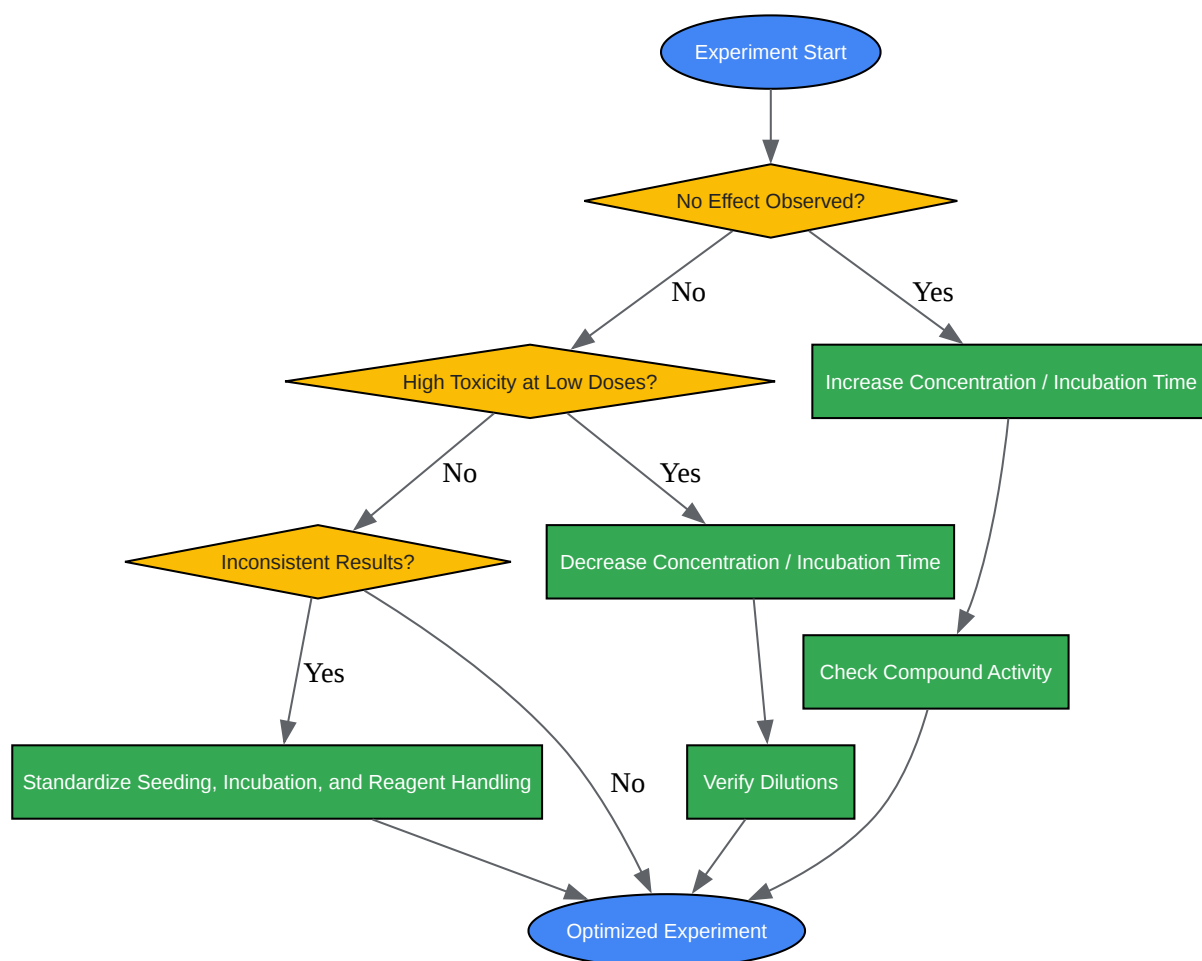 Experiment Start
No Effect Observed?
No
Yes
High Toxicity at Low Doses?
Increase Concentration / Incubation Time
No
Yes
Inconsistent Results?
Decrease Concentration / Incubation Time
Yes
Check Compound Activity
Standardize Seeding, Incubation, and Reagent Handling
No
Verify Dilutions
Optimized Experiment